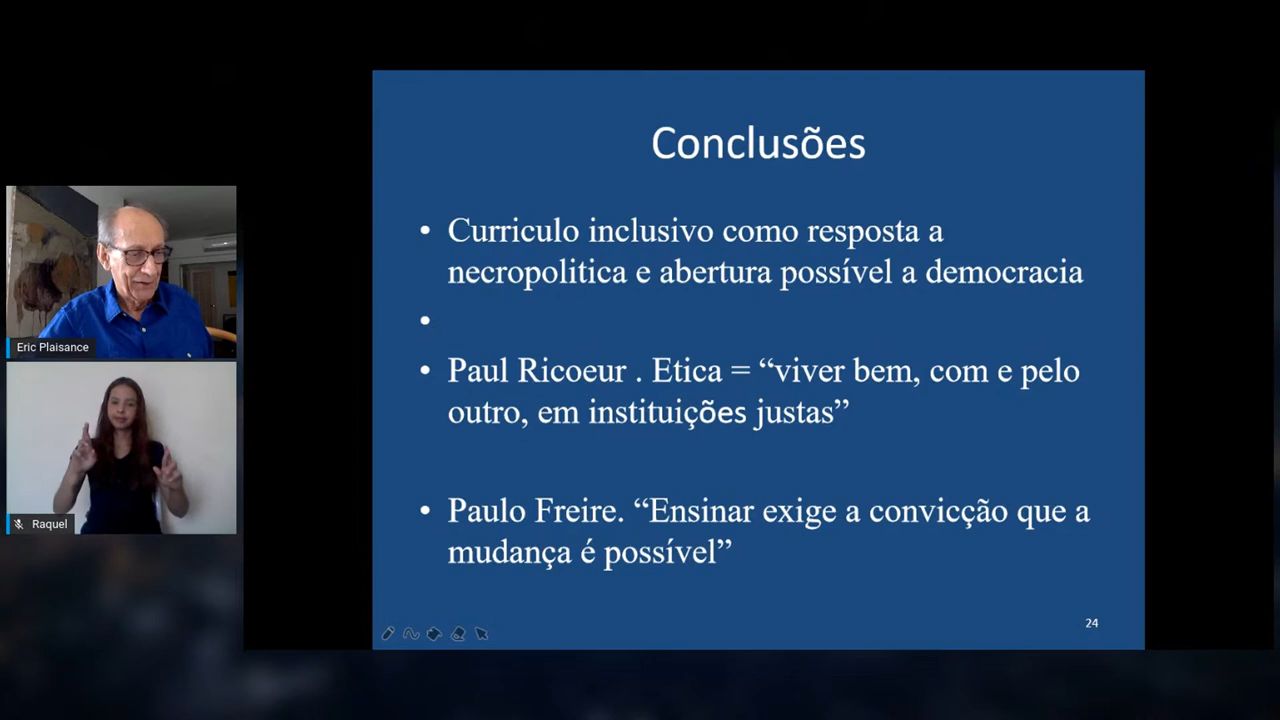 Conclusões
• Curriculo inclusivo como resposta a
necropolitica e abertura possível a democracia
•
• Paul Ricoeur . Etica = “viver bem, com e pelo
outro, em instituições justas”
• Paulo Freire. “Ensinar exige a convicção que a
mudança é possível”
24
Eric Plaisance
Raquel